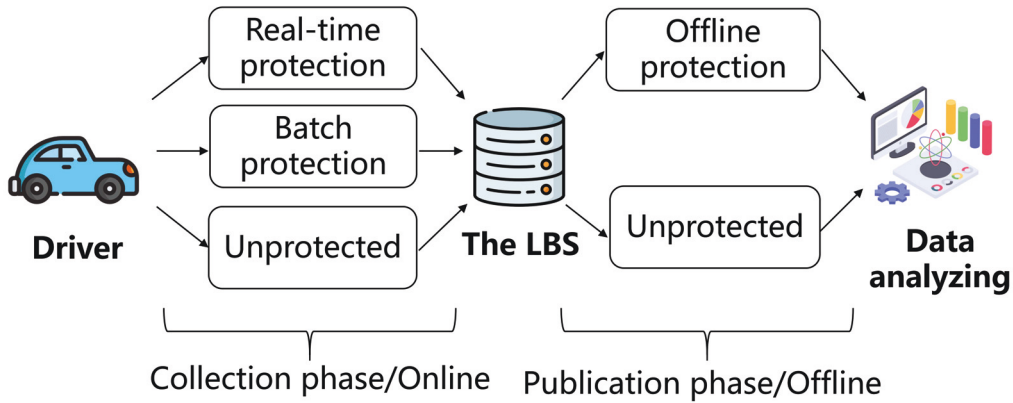 Real-time
protection
Batch
protection
Unprotected
Driver
The LBS
Offline
protection
Unprotected
Data
analyzing
Collection phase/Online
Publication phase/Offline